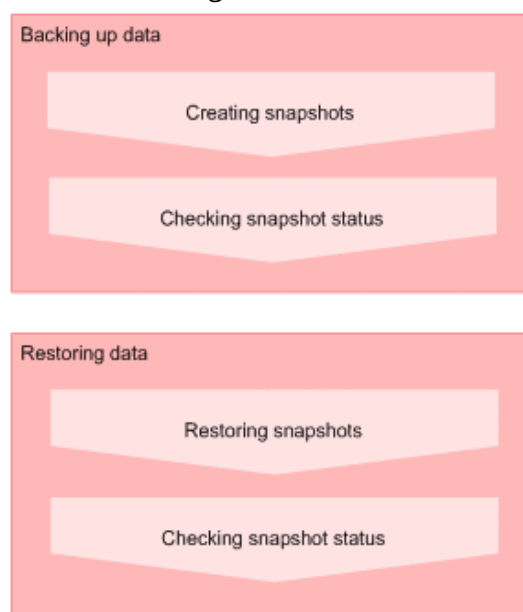 Backing up data
Creating snapshots
Checking snapshot status
Restoring data
Restoring snapshots
Checking snapshot status